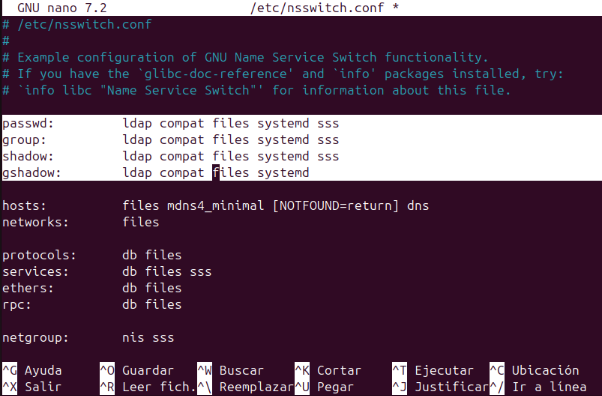 GNU nano 7.2 /etc/nsswitch.conf *
# /etc/nsswitch.conf
#
# Example configuration of GNU Name Service Switch functionality.
# If you have the `glibc-doc-reference' and `info' packages installed, try:
# `info libc "Name Service Switch"' for information about this file.
passwd: ldap compat files systemd sss
group: ldap compat files systemd sss
shadow: ldap compat files systemd sss
gshadow: ldap compat files systemd
hosts: files mdns4_minimal [NOTFOUND=return] dns
networks: files
protocols: db files
services: db files sss
ethers: db files
rpc: db files
netgroup: nis sss
^G Ayuda ^O Guardar ^W Buscar ^K Cortar ^T Ejecutar ^C Ubicación
^X Salir ^R Leer fich. ^\ Reemplazar ^U Pegar ^J Justificar ^/ Ir a línea